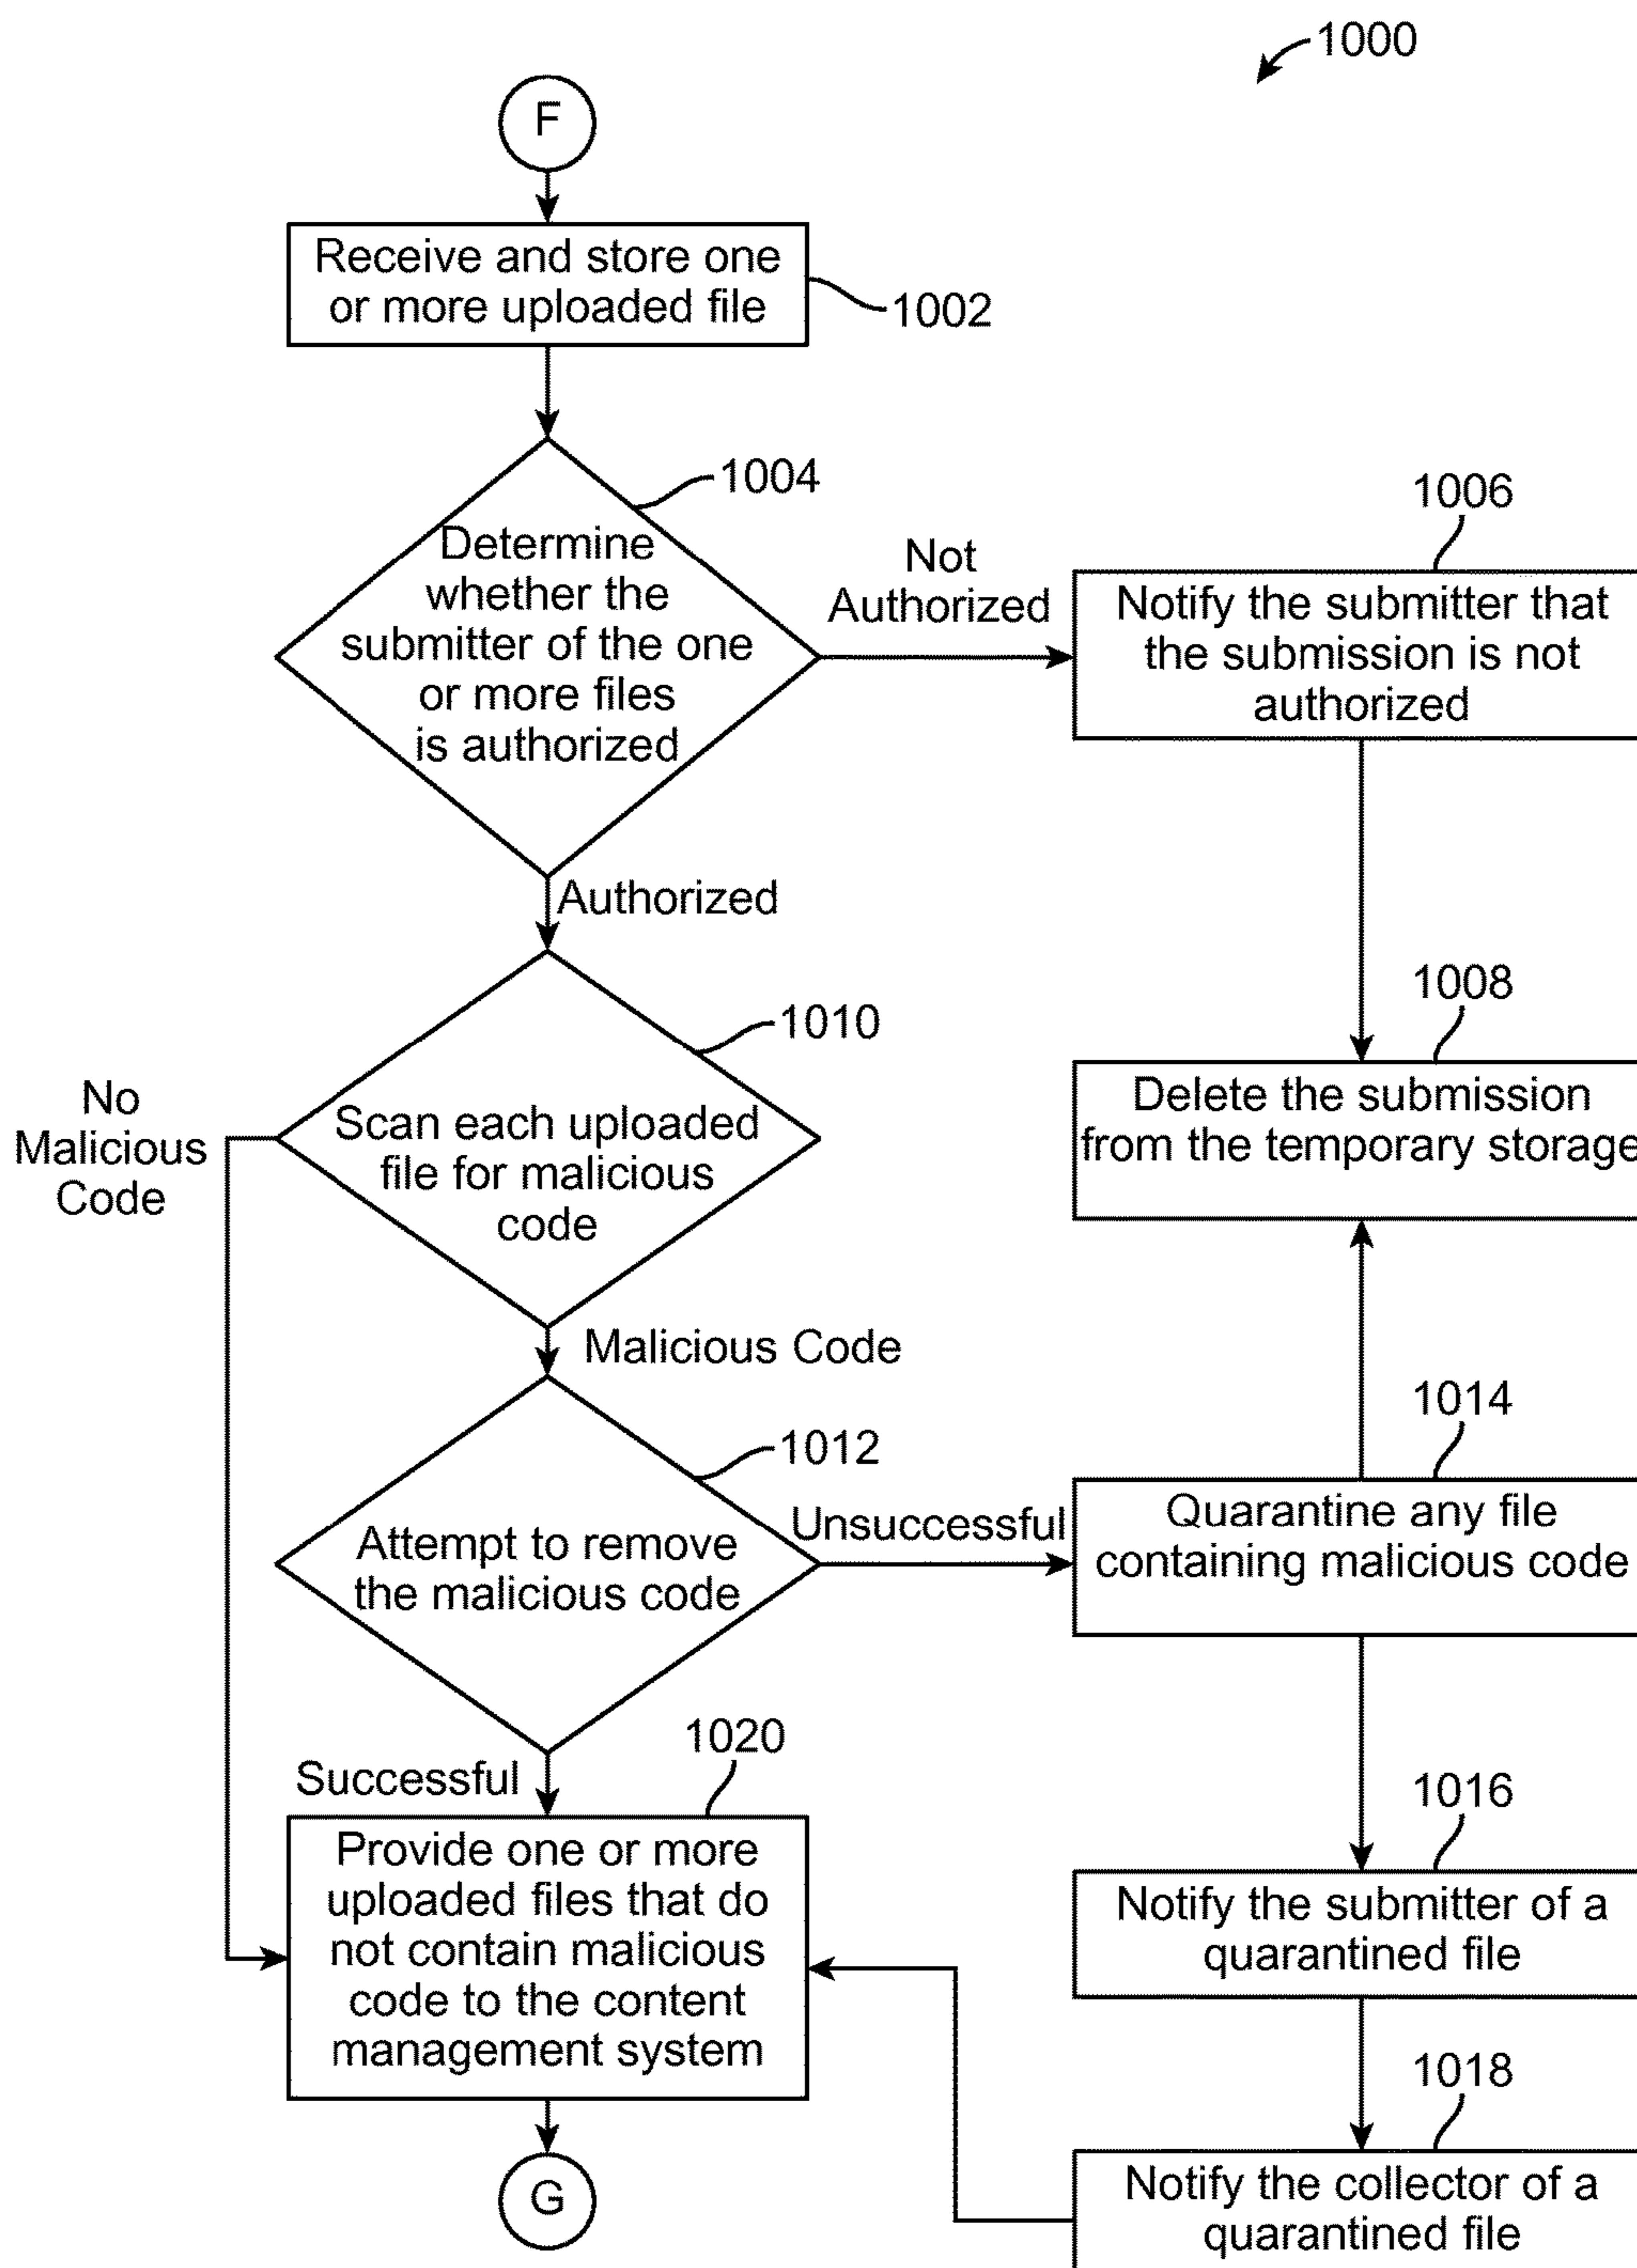 1000
F
Receive and store one
or more uploaded file
1002
1004
Determine
whether the
submitter of the one
or more files
is authorized
Not
Authorized
1006
Notify the submitter that
the submission is not
authorized
Authorized
1008
Delete the submission
from the temporary storage
1010
Scan each uploaded
file for malicious
code
No
Malicious
Code
Malicious Code
1012
Attempt to remove
the malicious code
Unsuccessful
1014
Quarantine any file
containing malicious code
Successful
1020
Provide one or more
uploaded files that do
not contain malicious
code to the content
management system
1016
Notify the submitter of a
quarantined file
1018
Notify the collector of a
quarantined file
G